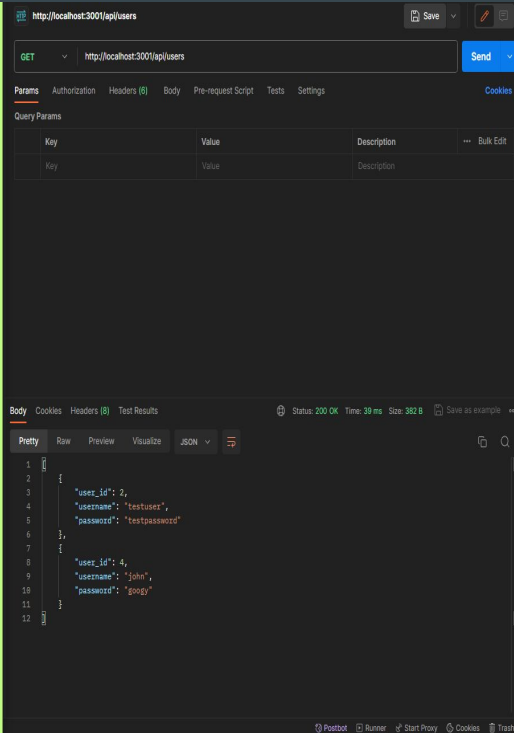 HTTP http://localhost:3001/api/users Save
GET http://localhost:3001/api/users Send
Params Authorization Headers (6) Body Pre-request Script Tests Settings Cookies
Query Params
Key Value Description ••• Bulk Edit
Key Value Description
Body Cookies Headers (8) Test Results Status: 200 OK Time: 39 ms Size: 382 B Save as example •••
Pretty Raw Preview Visualize JSON
1 [
2 {
3 "user_id": 2,
4 "username": "testuser",
5 "password": "testpassword"
6 },
7 {
8 "user_id": 4,
9 "username": "john",
10 "password": "googy"
11 }
12 ]
Postbot Runner Start Proxy Cookies Trash